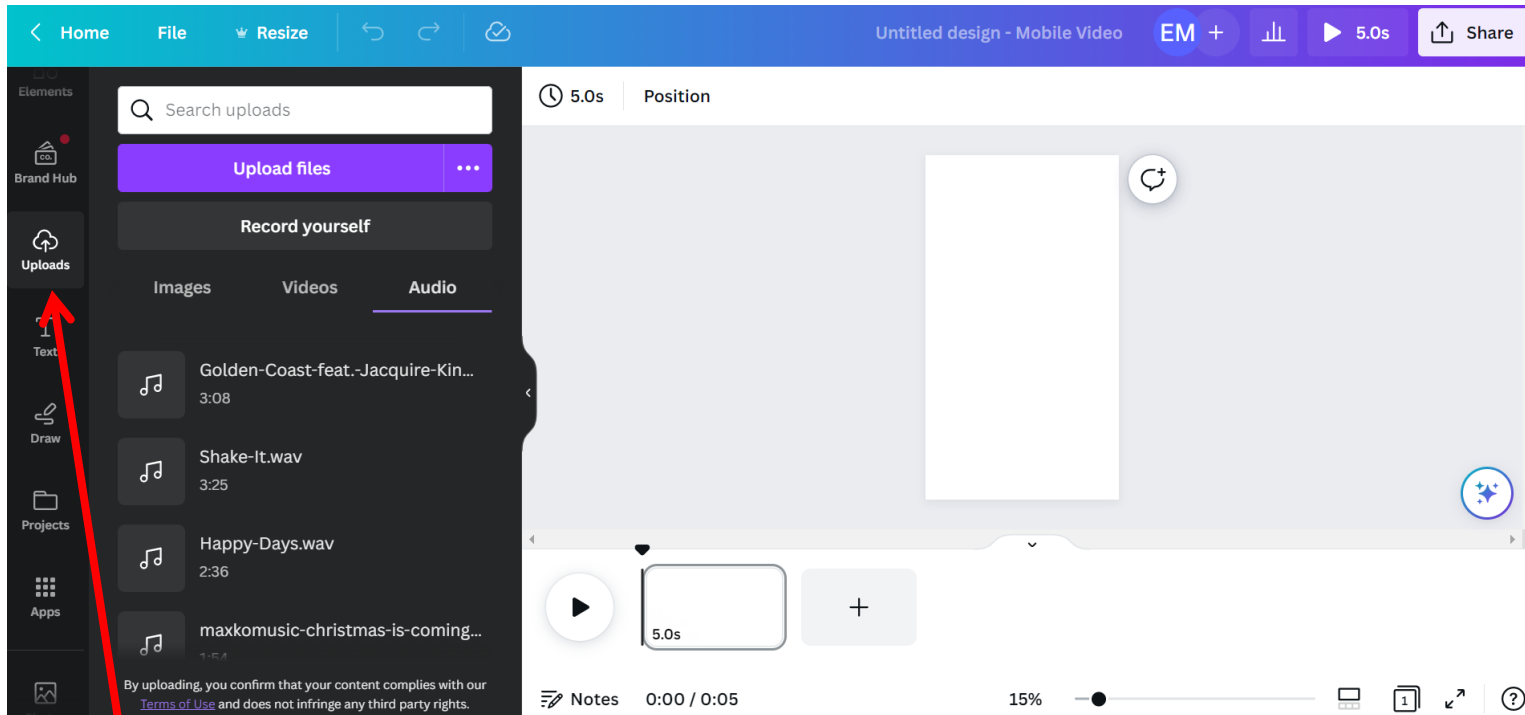 Home File Resize Untitled design - Mobile Video EM + 5.0s Share
Elements
Brand Hub
Uploads
Text
Draw
Projects
Apps
Search uploads
Upload files
Record yourself
Images Videos Audio
Golden-Coast-feat.-Jacquire-Kin...
3:08
Shake-It.wav
3:25
Happy-Days.wav
2:36
maxkomusic-christmas-is-coming...
1:54
By uploading, you confirm that your content complies with our
Terms of Use and does not infringe any third party rights.
5.0s Position
5.0s
Notes 0:00 / 0:05 15% 1 ?